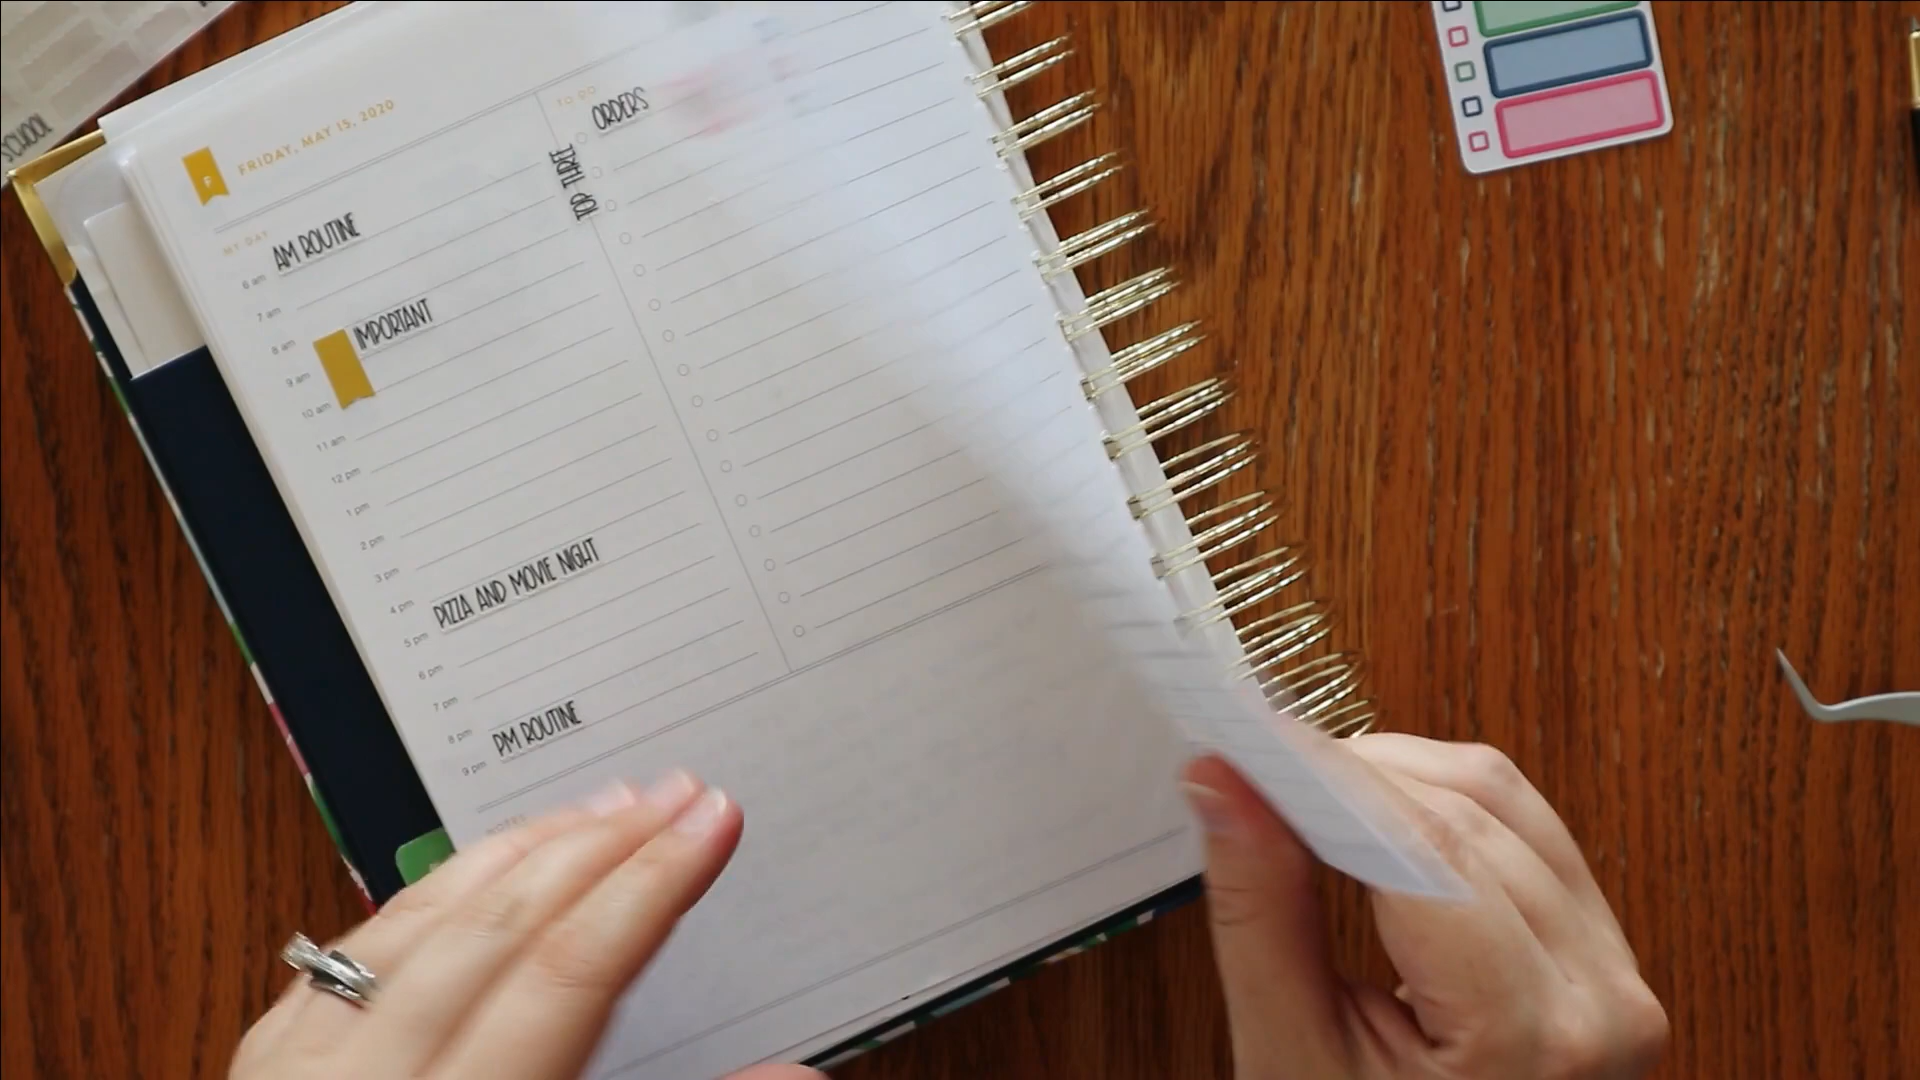 SCHOOL
FRIDAY, MAY 15, 2020
F
MY DAY
6 am
AM ROUTINE
7 am
8 am
IMPORTANT
9 am
10 am
11 am
12 pm
1 pm
2 pm
3 pm
4 pm
PIZZA AND MOVIE NIGHT
5 pm
6 pm
7 pm
8 pm
PM ROUTINE
9 pm
TO DO
ORDERS
TOP THREE
NOTES